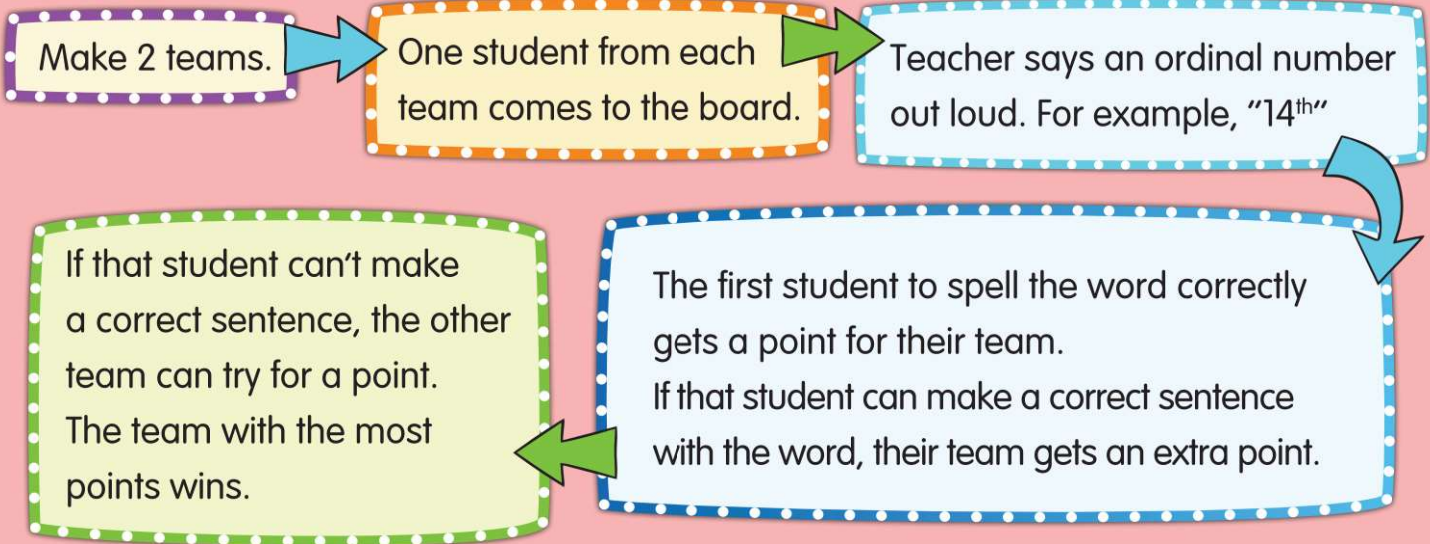 Make 2 teams.
One student from each
team comes to the board.
Teacher says an ordinal number
out loud. For example, "14th"
The first student to spell the word correctly
gets a point for their team.
If that student can make a correct sentence
with the word, their team gets an extra point.
If that student can't make
a correct sentence, the other
team can try for a point.
The team with the most
points wins.